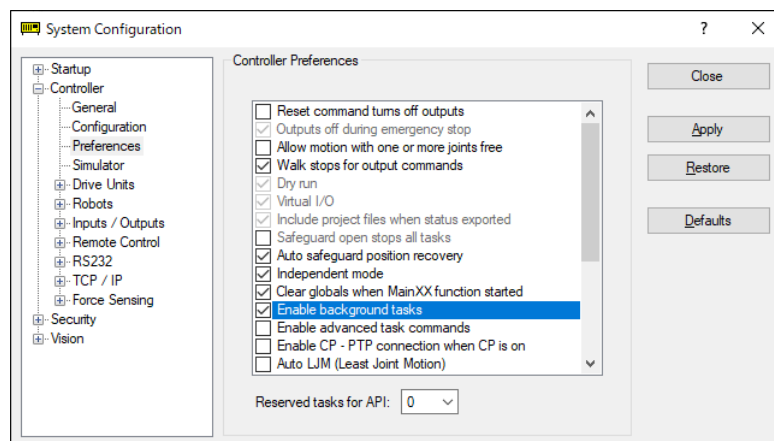 System Configuration
?
Startup
Controller
General
Configuration
Preferences
Simulator
Drive Units
Robots
Inputs / Outputs
Remote Control
RS232
TCP / IP
Force Sensing
Security
Vision
Controller Preferences
Reset command turns off outputs
Outputs off during emergency stop
Allow motion with one or more joints free
Walk stops for output commands
Dry run
Virtual I/O
Include project files when status exported
Safeguard open stops all tasks
Auto safeguard position recovery
Independent mode
Clear globals when MainXX function started
Enable background tasks
Enable advanced task commands
Enable CP - PTP connection when CP is on
Auto LJM (Least Joint Motion)
Reserved tasks for API: 0
Close
Apply
Restore
Defaults